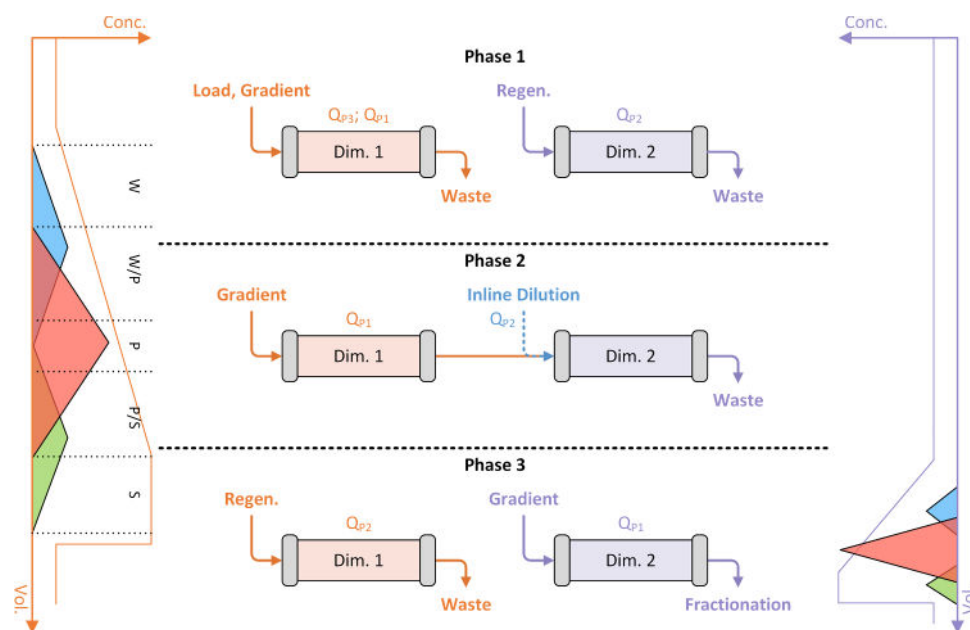 Conc.
Conc.
Phase 1
Load, Gradient
Regen.
Q_P3; Q_P1
Q_P2
Dim. 1
Dim. 2
Waste
Waste
W
W/P
P
P/S
S
Phase 2
Gradient
Inline Dilution
Q_P1
Q_P2
Dim. 1
Dim. 2
Waste
Phase 3
Regen.
Gradient
Q_P2
Q_P1
Dim. 1
Dim. 2
Waste
Fractionation
Vol.
Vol.